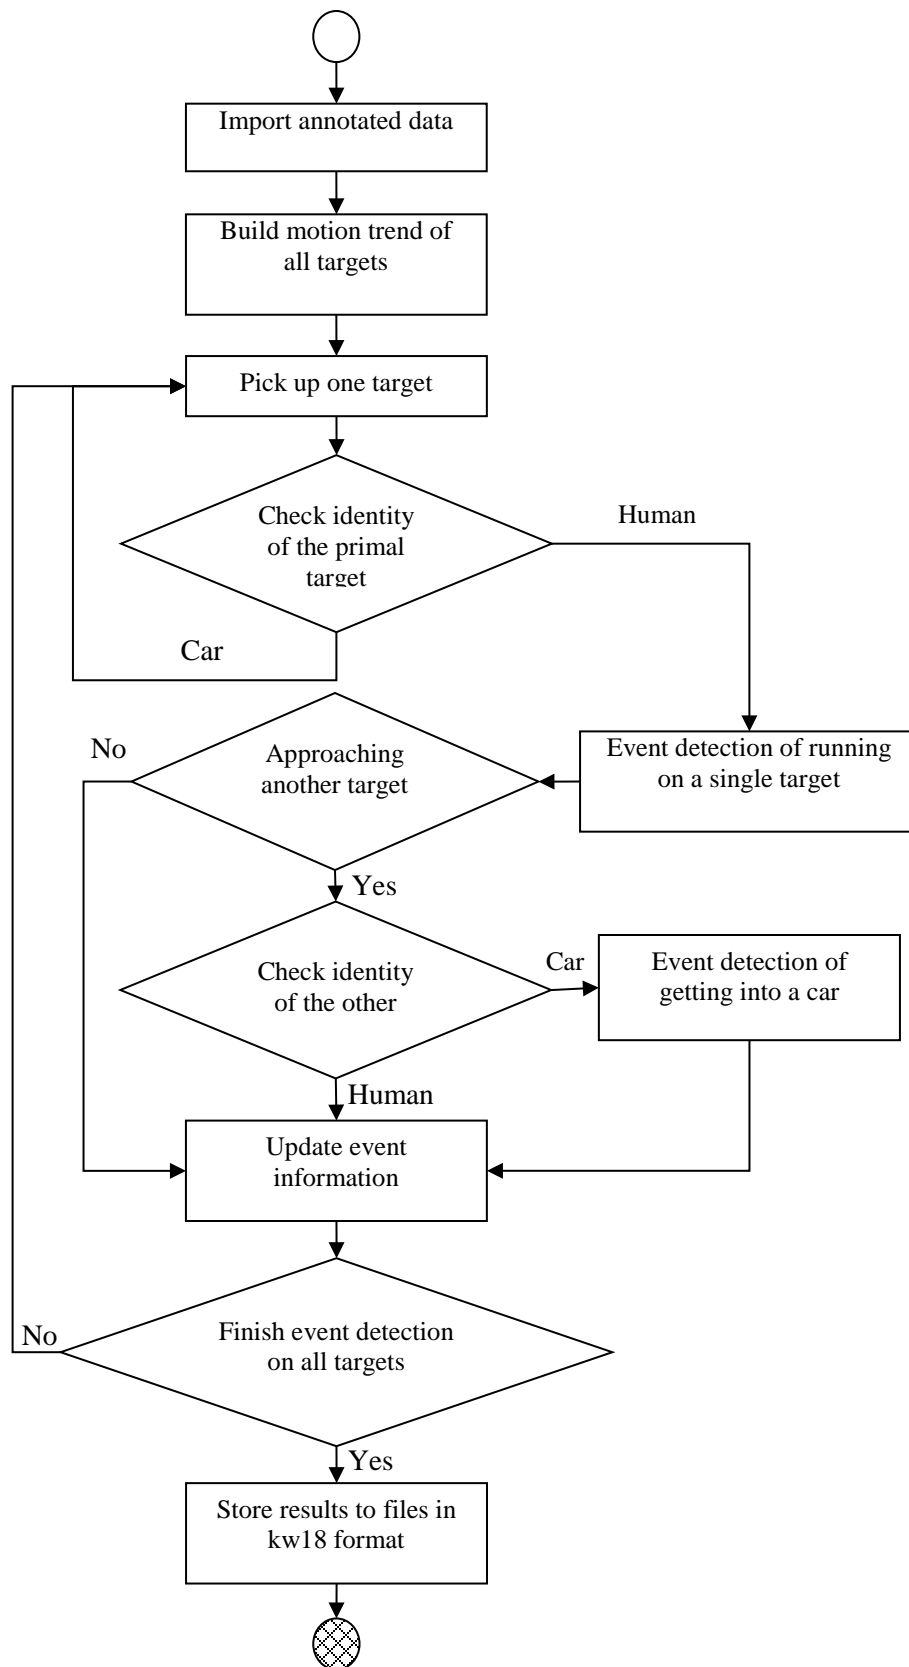 Import annotated data
Build motion trend of
all targets
Pick up one target
Check identity
of the primal
target
Human
Car
No
Approaching
another target
Event detection of running
on a single target
Yes
Check identity
of the other
Car
Event detection of
getting into a car
Human
Update event
information
No
Finish event detection
on all targets
Yes
Store results to files in
kw18 format